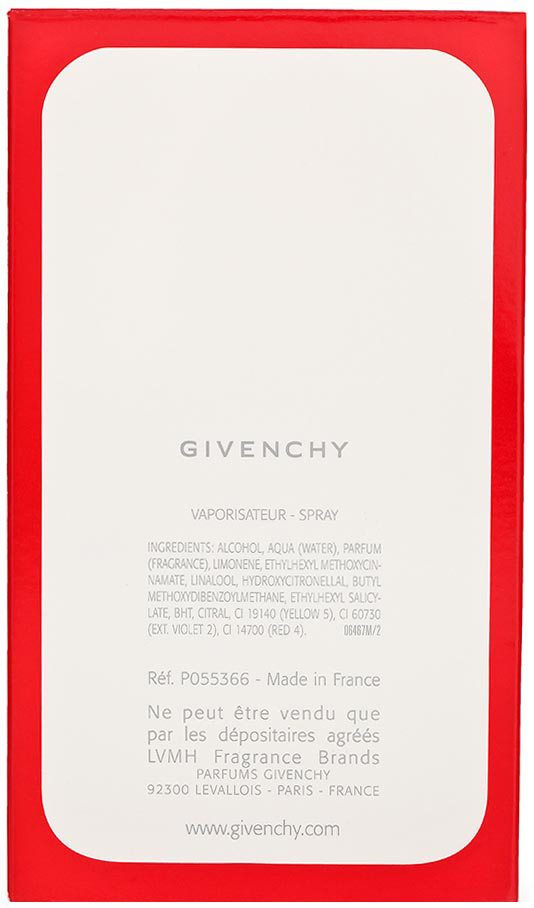 GIVENCHY
VAPORISATEUR - SPRAY
INGREDIENTS: ALCOHOL, AQUA (WATER), PARFUM
(FRAGRANCE), LIMONENE, ETHYLHEXYL METHOXYCIN-
NAMATE, LINALOOL, HYDROXYCITRONELLAL, BUTYL
METHOXYDIBENZOYLMETHANE, ETHYLHEXYL SALICY-
LATE, BHT, CITRAL, CI 19140 (YELLOW 5), CI 60730
(EXT. VIOLET 2), CI 14700 (RED 4). 06467M/2
Réf. P055366 - Made in France
Ne peut être vendu que
par les dépositaires agréés
LVMH Fragrance Brands
PARFUMS GIVENCHY
92300 LEVALLOIS - PARIS - FRANCE
www.givenchy.com